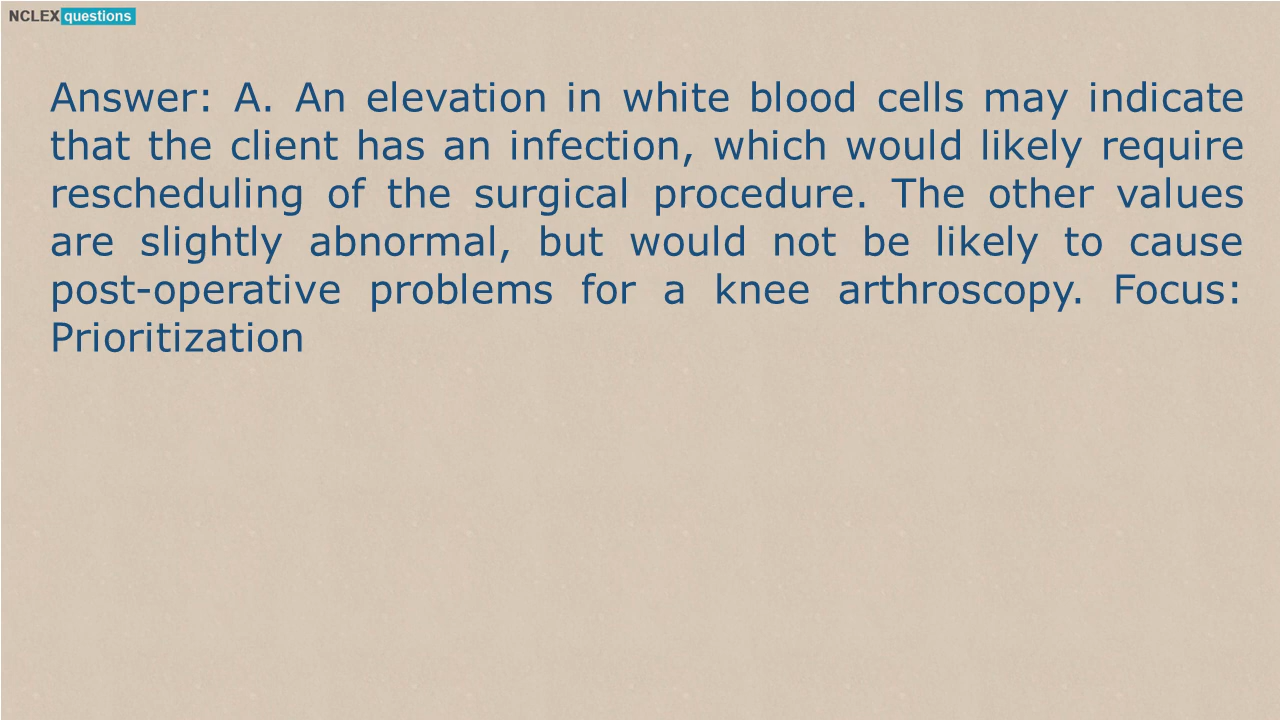 NCLEX questions
Answer: A. An elevation in white blood cells may indicate
that the client has an infection, which would likely require
rescheduling of the surgical procedure. The other values
are slightly abnormal, but would not be likely to cause
post-operative problems for a knee arthroscopy. Focus:
Prioritization